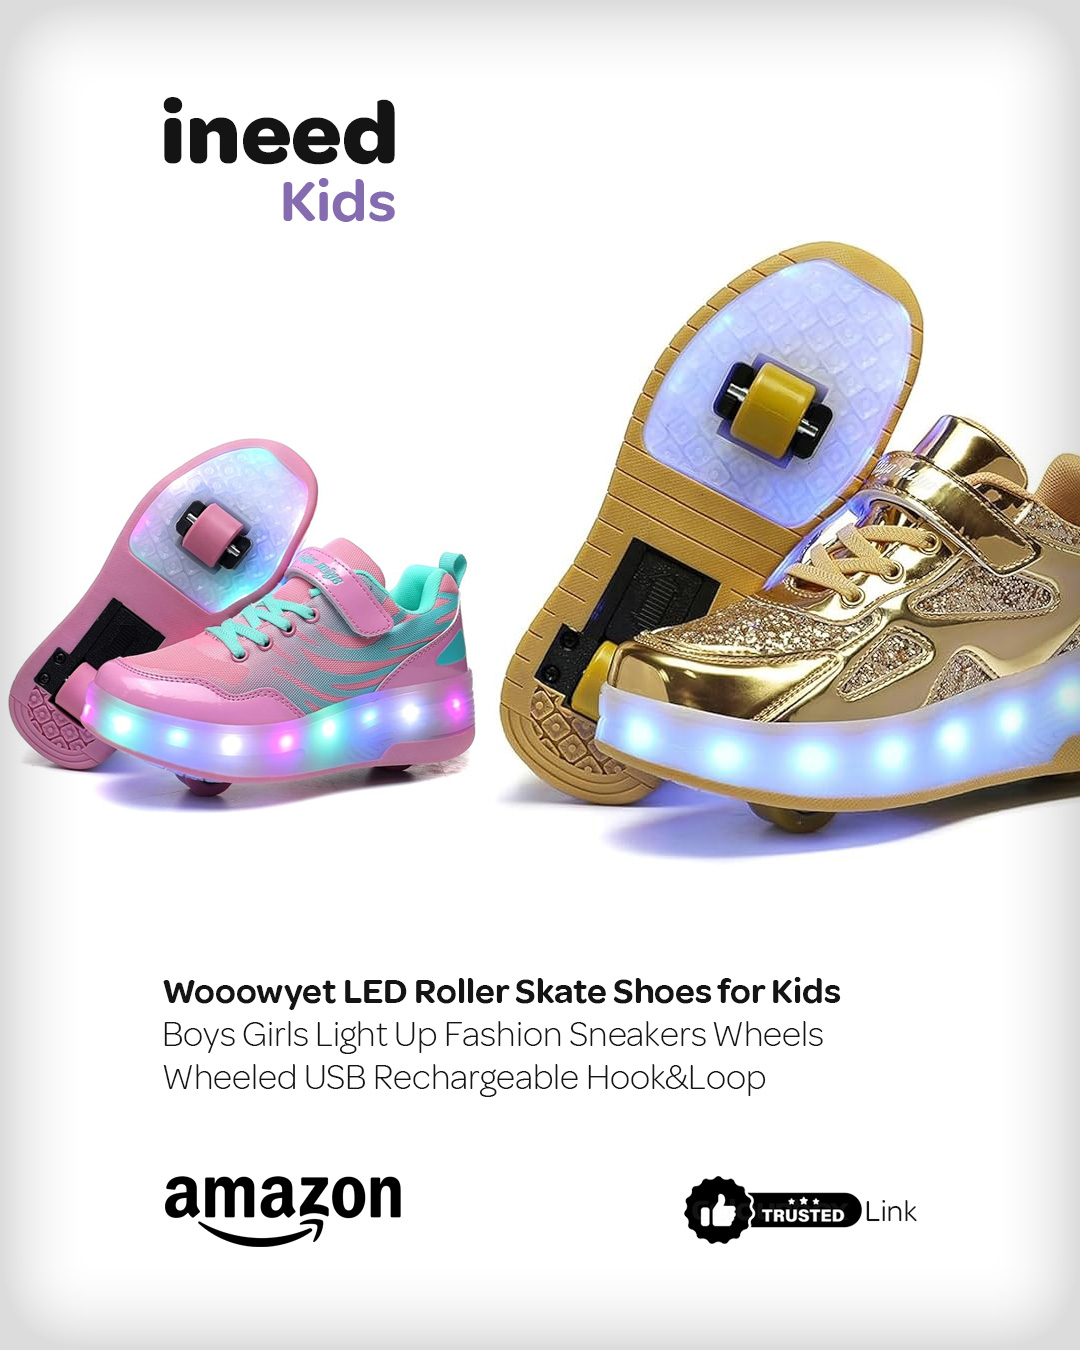 ineed
Kids
Wooowyet LED Roller Skate Shoes for Kids
Boys Girls Light Up Fashion Sneakers Wheels
Wheeled USB Rechargeable Hook&Loop
amazon
TRUSTED Link